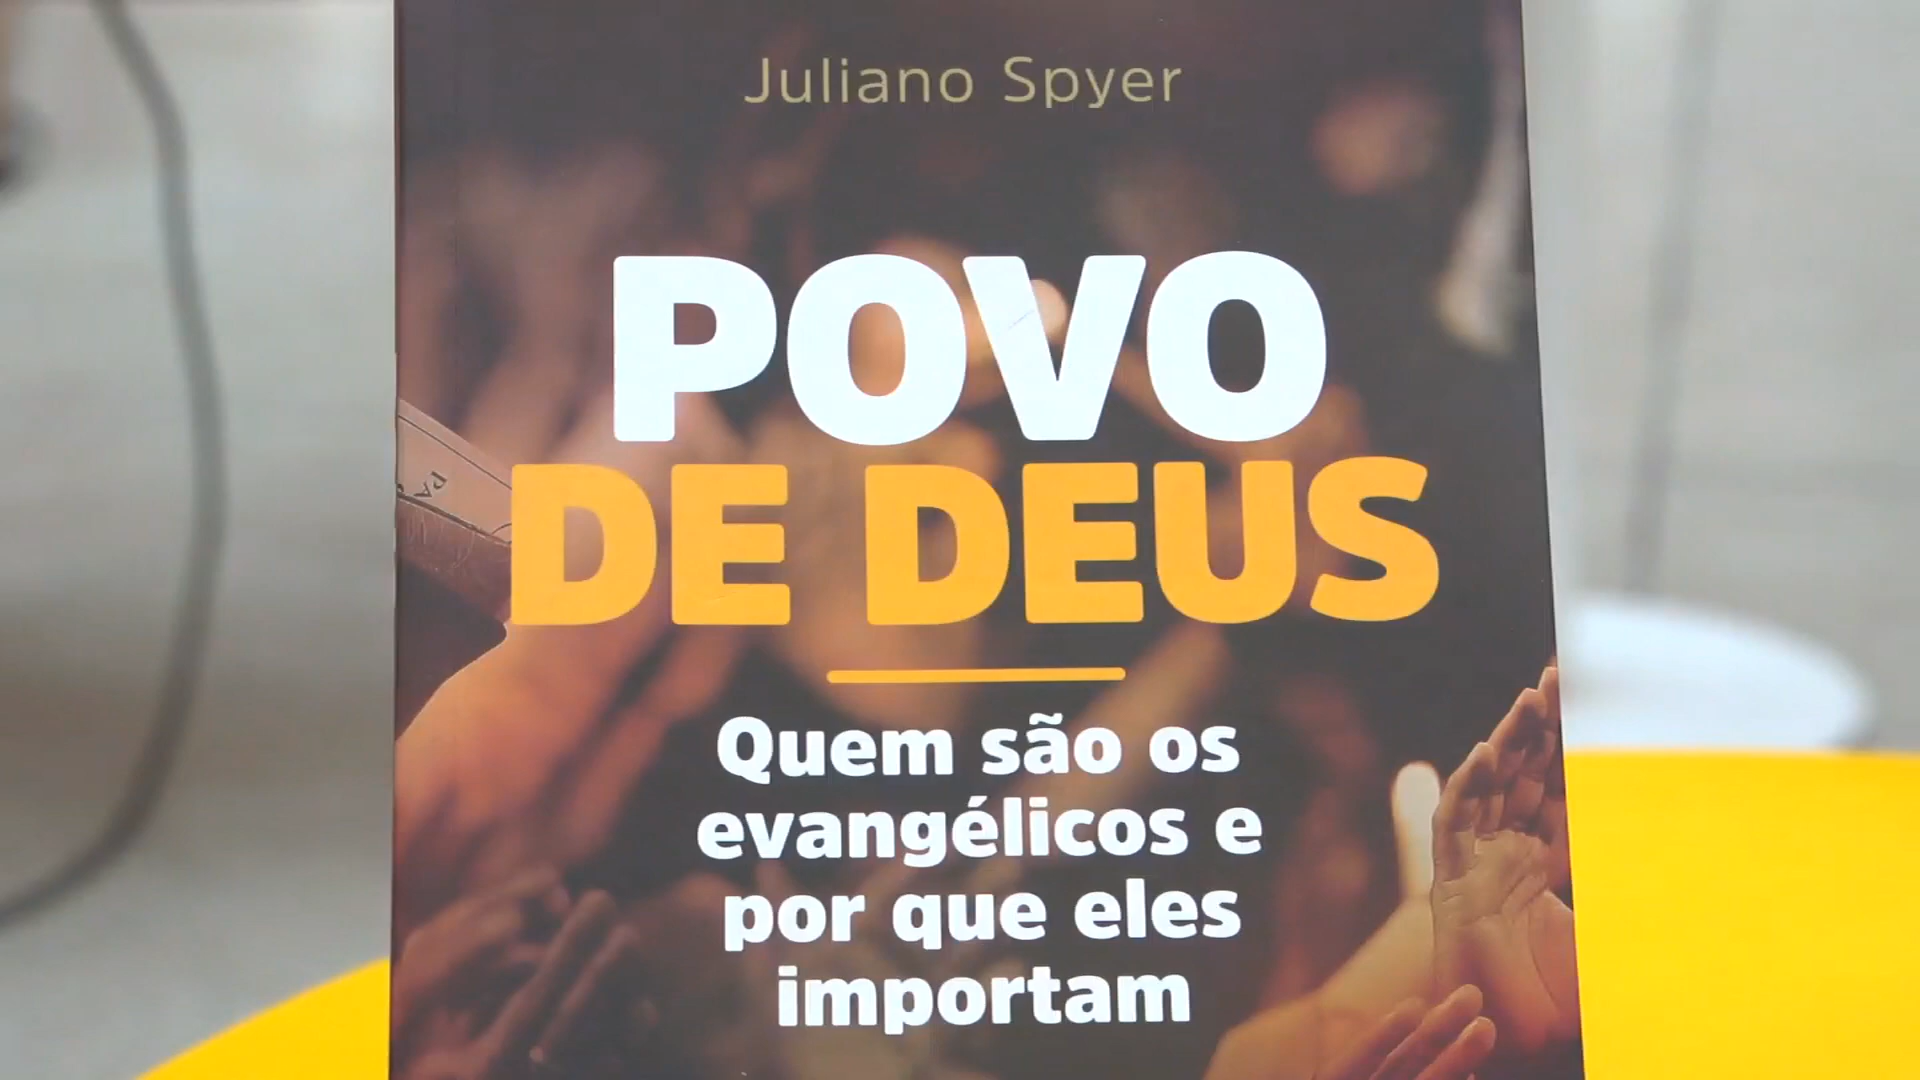 Juliano Spyer
POVO
DE DEUS
Quem são os
evangélicos e
por que eles
importam